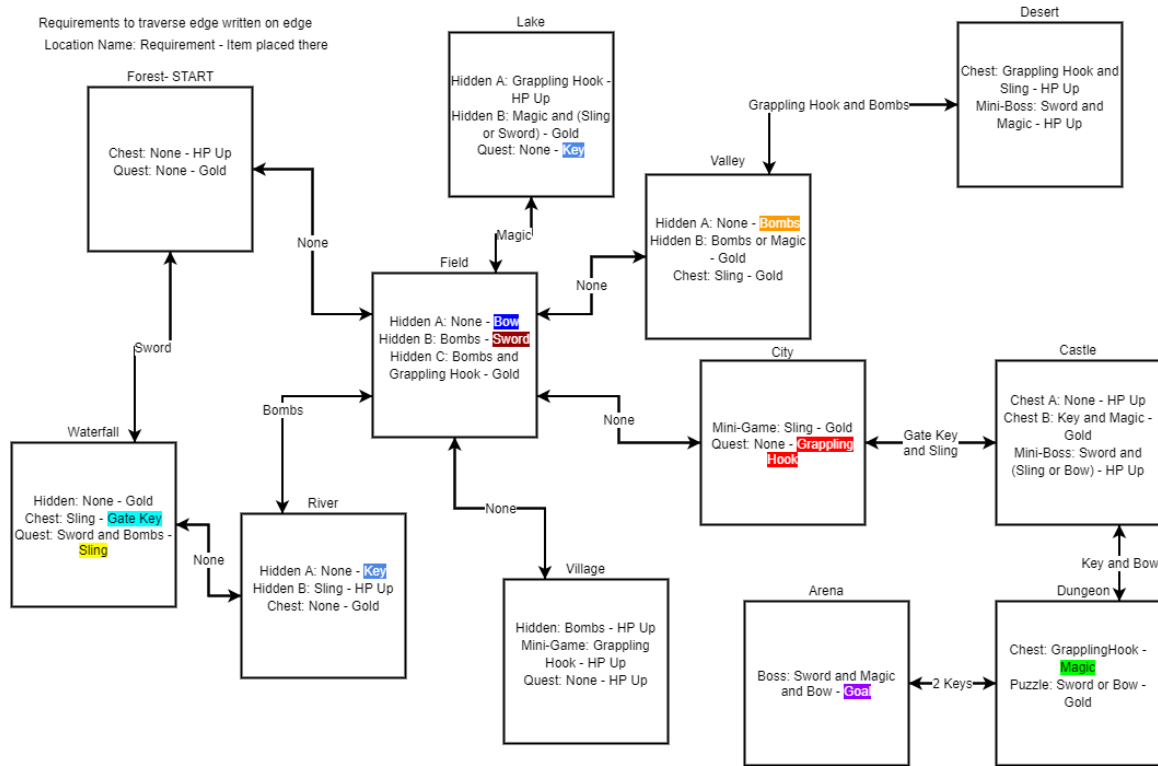 Requirements to traverse edge written on edge
Location Name: Requirement - Item placed there
Forest- START
Chest: None - HP Up
Quest: None - Gold
Lake
Hidden A: Grappling Hook -
HP Up
Hidden B: Magic and (Sling
or Sword) - Gold
Quest: None - Key
Desert
Chest: Grappling Hook and
Sling - HP Up
Mini-Boss: Sword and
Magic - HP Up
Grappling Hook and Bombs
Valley
Hidden A: None - Bombs
Hidden B: Bombs or Magic
- Gold
Chest: Sling - Gold
None
Magic
None
Field
Hidden A: None - Bow
Hidden B: Bombs - Sword
Hidden C: Bombs and
Grappling Hook - Gold
Sword
Bombs
None
City
Mini-Game: Sling - Gold
Quest: None - Grappling
Hook
Gate Key
and Sling
Castle
Chest A: None - HP Up
Chest B: Key and Magic -
Gold
Mini-Boss: Sword and
(Sling or Bow) - HP Up
Waterfall
Hidden: None - Gold
Chest: Sling - Gate Key
Quest: Sword and Bombs -
Sling
None
River
Hidden A: None - Key
Hidden B: Sling - HP Up
Chest: None - Gold
None
Village
Hidden: Bombs - HP Up
Mini-Game: Grappling
Hook - HP Up
Quest: None - HP Up
Key and Bow
Arena
Boss: Sword and Magic
and Bow - Goal
2 Keys
Dungeon
Chest: GrapplingHook -
Magic
Puzzle: Sword or Bow -
Gold